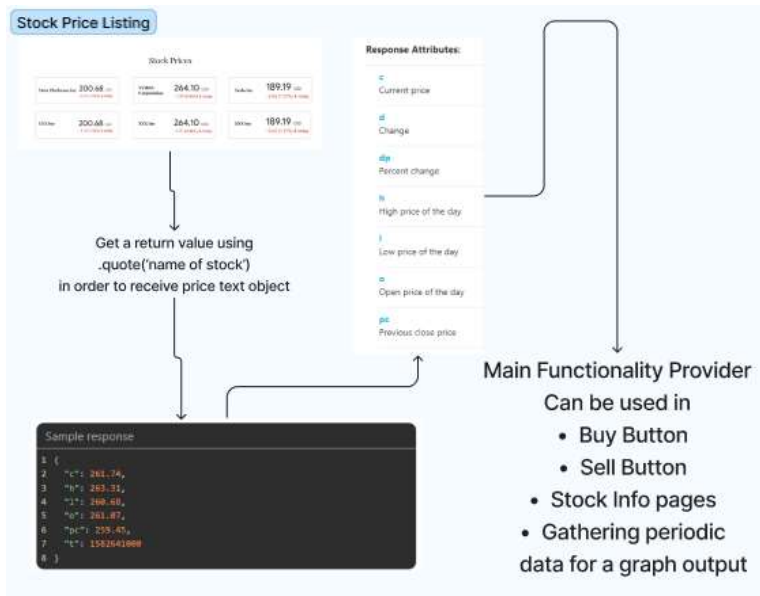 Stock Price Listing
Stock Prices
200.68
264.10
189.19
200.68
264.10
189.19
Get a return value using
.quote('name of stock')
in order to receive price text object
Sample response
1 {
2 "c": 261.74,
3 "h": 263.31,
4 "l": 260.68,
5 "o": 261.07,
6 "pc": 259.45,
7 "t": 1582641000
8 }
Response Attributes:
c
Current price
d
Change
dp
Percent change
h
High price of the day
l
Low price of the day
o
Open price of the day
pc
Previous close price
Main Functionality Provider
Can be used in
• Buy Button
• Sell Button
• Stock Info pages
• Gathering periodic
data for a graph output